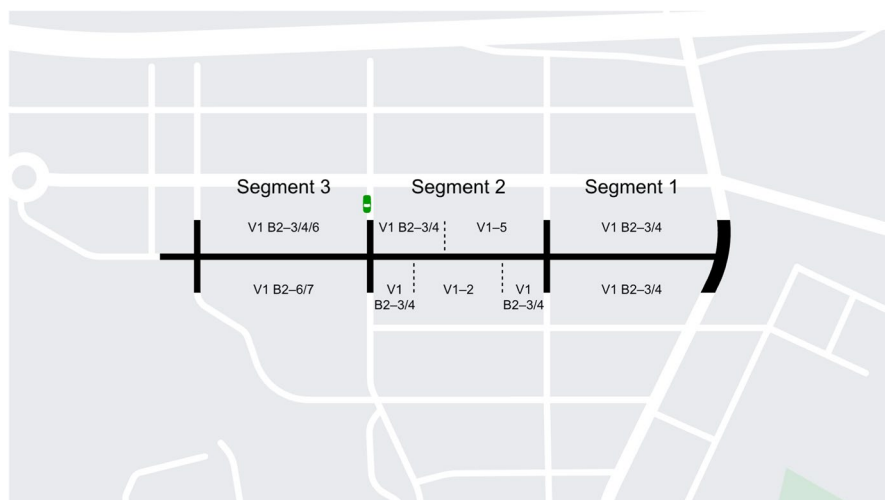 Segment 3
Segment 2
Segment 1
V1 B2–3/4/6
V1 B2–3/4
V1–5
V1 B2–3/4
V1 B2–6/7
V1
B2–3/4
V1–2
V1
B2–3/4
V1 B2–3/4